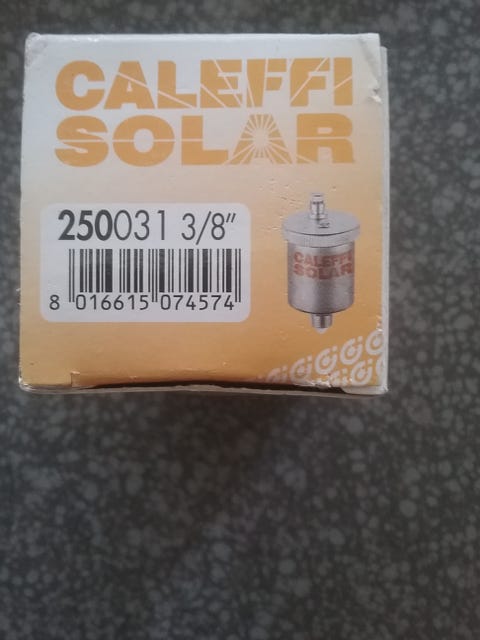 CALEFFI
SOLAR
250031 3/8"
8 016615 074574
CALEFFI
SOLAR